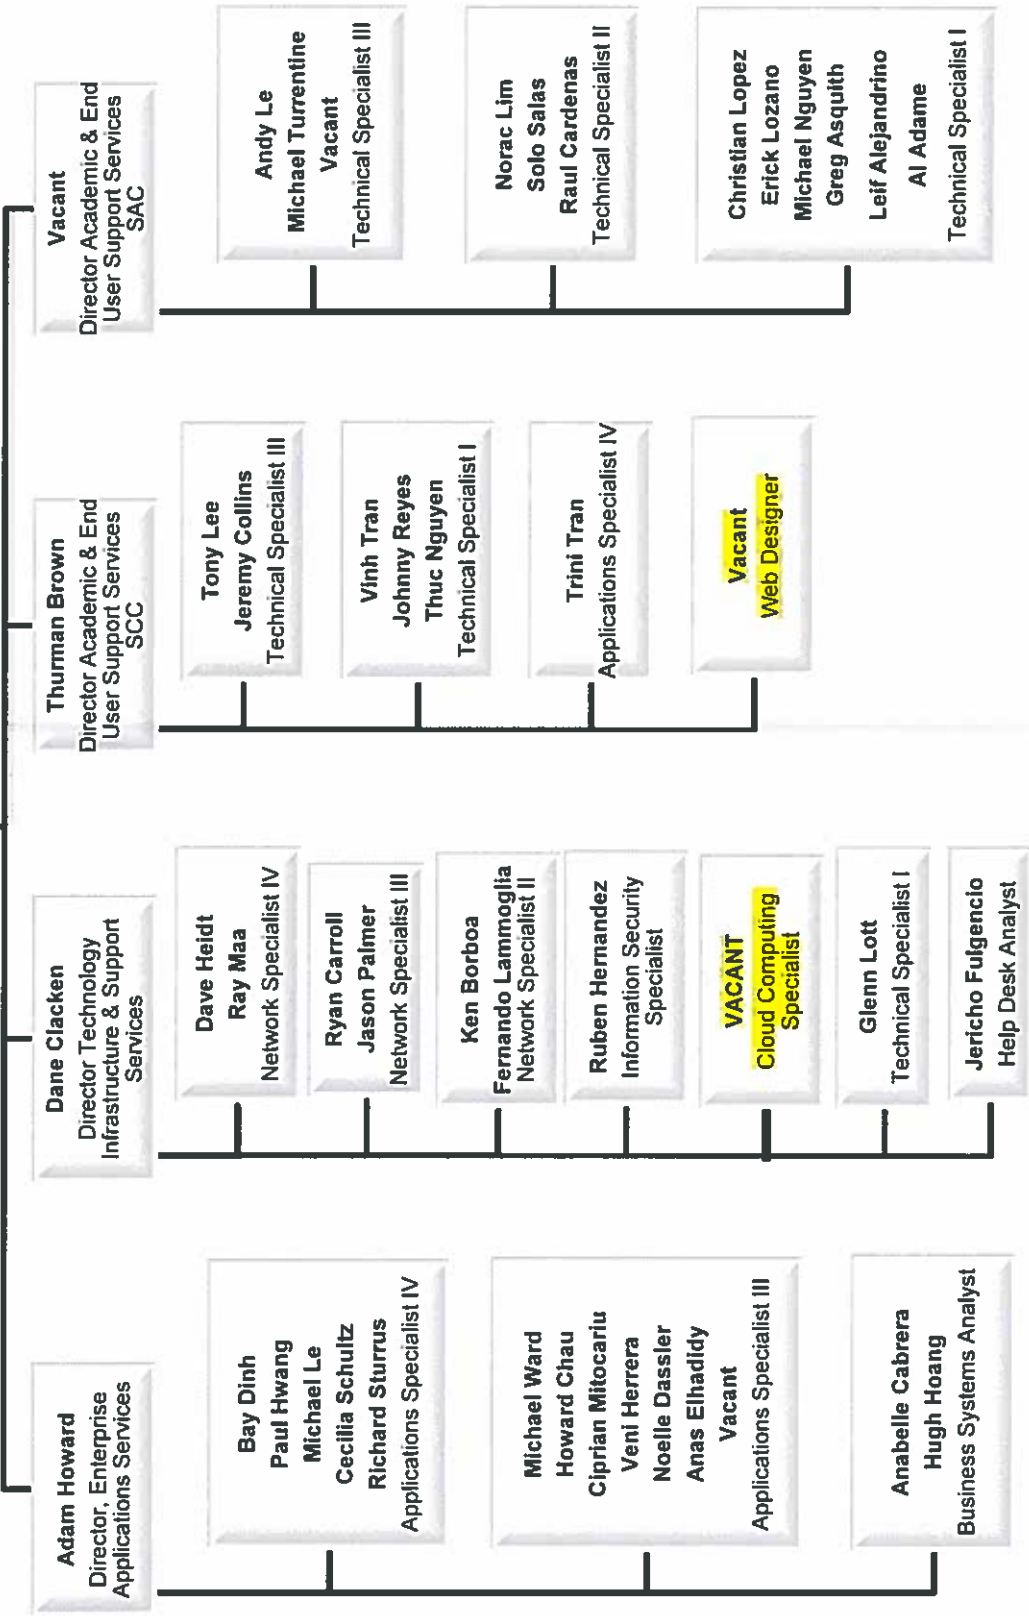 Adam Howard
Director, Enterprise
Applications Services
Bay Dinh
Paul Hwang
Michael Le
Cecilia Schultz
Richard Sturrus
Applications Specialist IV
Michael Ward
Howard Chau
Ciprian Mitocariu
Veni Herrera
Noelle Dassler
Anas Elhadidy
Vacant
Applications Specialist III
Anabelle Cabrera
Hugh Hoang
Business Systems Analyst
Dane Clacken
Director Technology
Infrastructure & Support
Services
Dave Heidt
Ray Maa
Network Specialist IV
Ryan Carroll
Jason Palmer
Network Specialist III
Ken Borboa
Fernando Lammoglia
Network Specialist II
Ruben Hernandez
Information Security
Specialist
VACANT
Cloud Computing
Specialist
Glenn Lott
Technical Specialist I
Jericho Fulgencio
Help Desk Analyst
Thurman Brown
Director Academic & End
User Support Services
SCC
Tony Lee
Jeremy Collins
Technical Specialist III
Vinh Tran
Johnny Reyes
Thuc Nguyen
Technical Specialist I
Trini Tran
Applications Specialist IV
Vacant
Web Designer
Vacant
Director Academic & End
User Support Services
SAC
Andy Le
Michael Turrentine
Vacant
Technical Specialist III
Norac Lim
Solo Salas
Raul Cardenas
Technical Specialist II
Christian Lopez
Erick Lozano
Michael Nguyen
Greg Asquith
Leif Alejandrino
Al Adame
Technical Specialist I